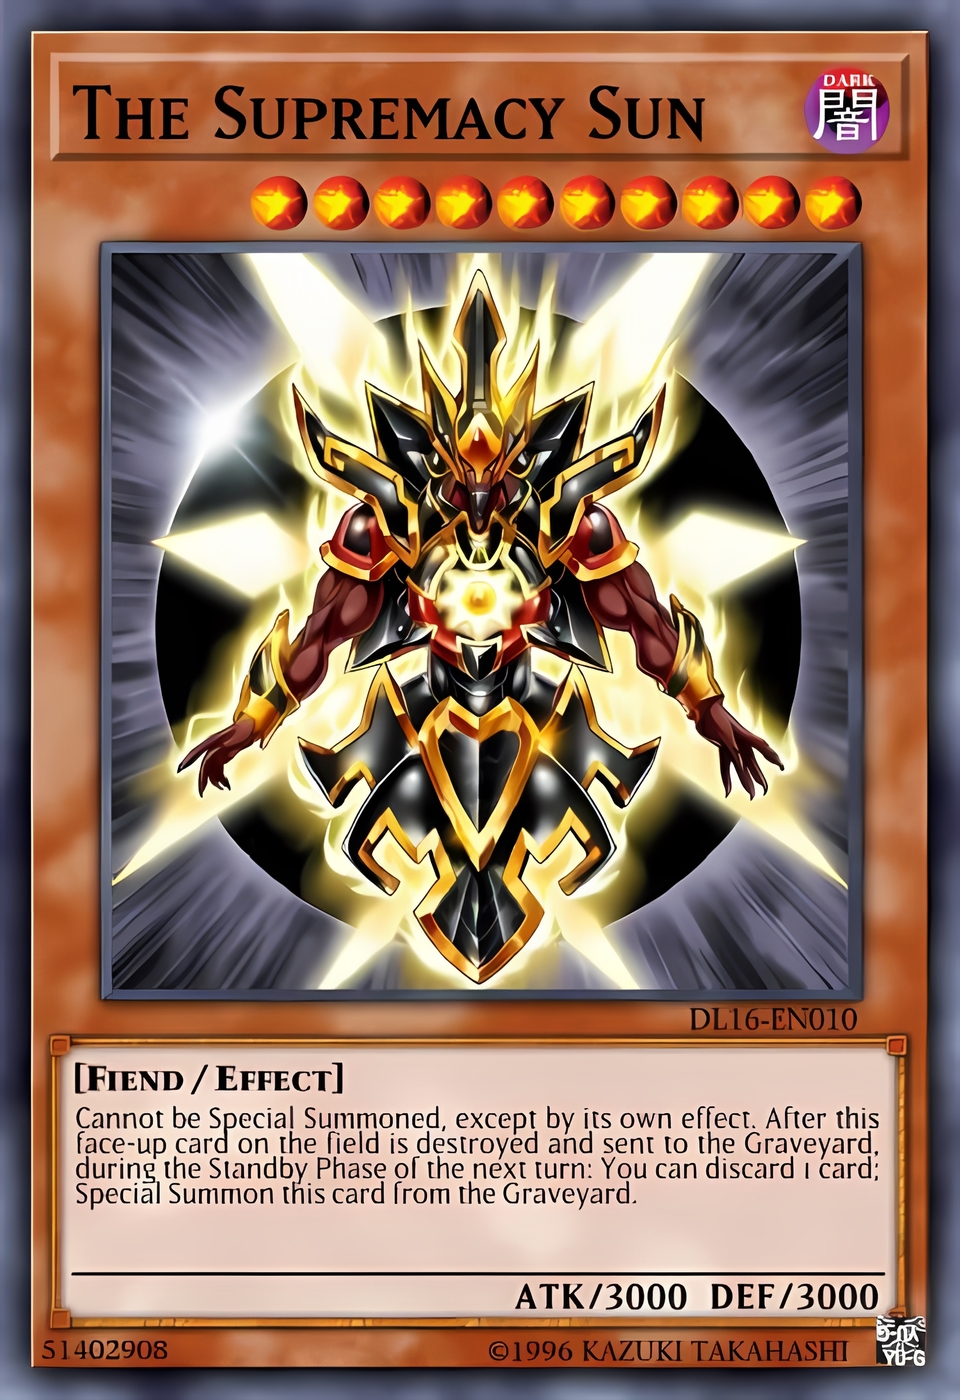 The Supremacy Sun
DARK
闇
DL16-EN010
[Fiend / Effect]
Cannot be Special Summoned, except by its own effect. After this
face-up card on the field is destroyed and sent to the Graveyard,
during the Standby Phase of the next turn: You can discard 1 card;
Special Summon this card from the Graveyard.
ATK/3000 DEF/3000
51402908
©1996 KAZUKI TAKAHASHI